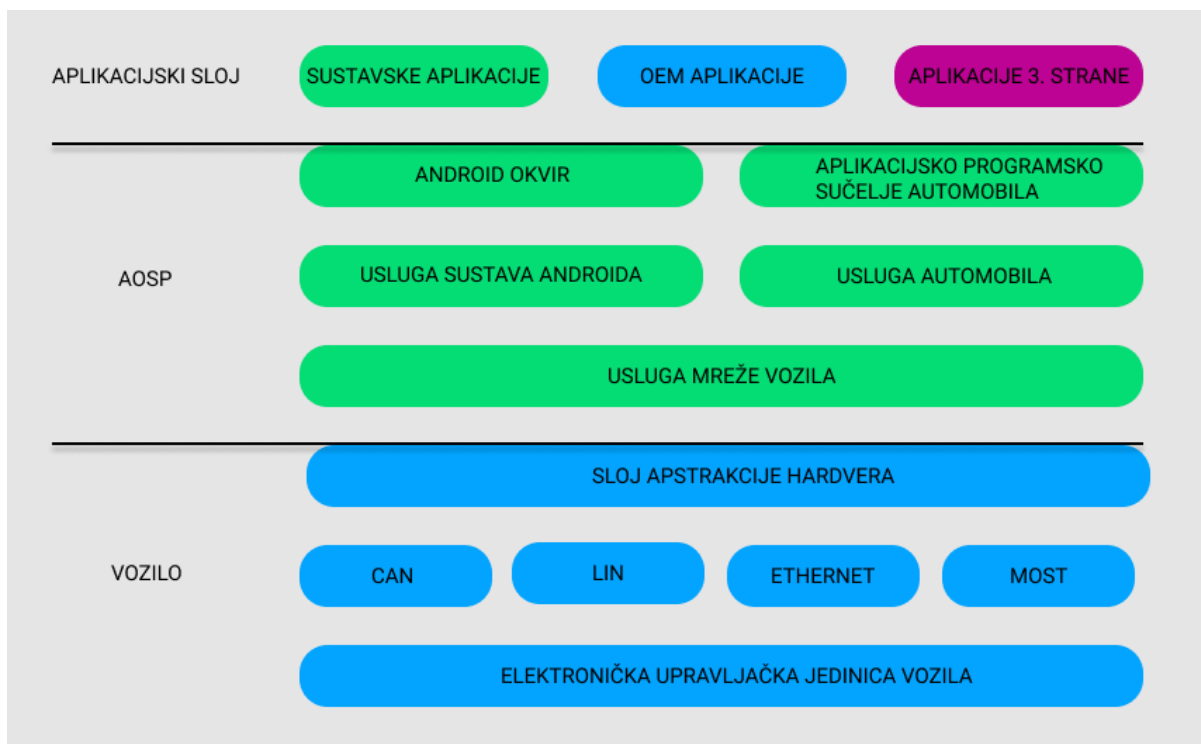 APLIKACIJSKI SLOJ
SUSTAVSKE APLIKACIJE
OEM APLIKACIJE
APLIKACIJE 3. STRANE
ANDROID OKVIR
APLIKACIJSKO PROGRAMSKO
SUČELJE AUTOMOBILA
AOSP
USLUGA SUSTAVA ANDROIDA
USLUGA AUTOMOBILA
USLUGA MREŽE VOZILA
SLOJ APSTRAKCIJE HARDVERA
VOZILO
CAN
LIN
ETHERNET
MOST
ELEKTRONIČKA UPRAVLJAČKA JEDINICA VOZILA